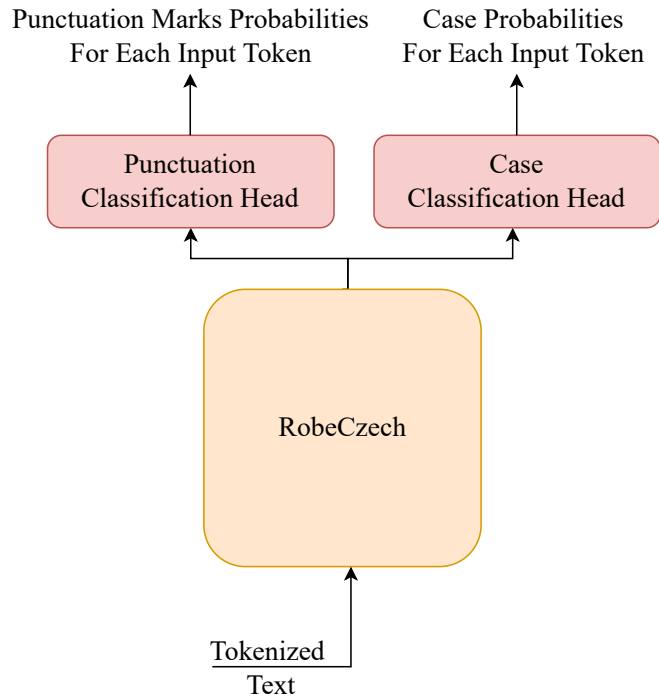 Punctuation Marks Probabilities
For Each Input Token
Case Probabilities
For Each Input Token
Punctuation
Classification Head
Case
Classification Head
RobeCzech
Tokenized
Text